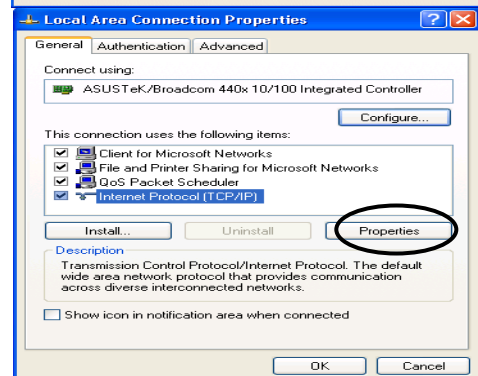 Local Area Connection Properties
General Authentication Advanced
Connect using:
ASUSTeK/Broadcom 440x 10/100 Integrated Controller
Configure...
This connection uses the following items:
Client for Microsoft Networks
File and Printer Sharing for Microsoft Networks
QoS Packet Scheduler
Internet Protocol (TCP/IP)
Install... Uninstall Properties
Description
Transmission Control Protocol/Internet Protocol. The default
wide area network protocol that provides communication
across diverse interconnected networks.
Show icon in notification area when connected
OK Cancel